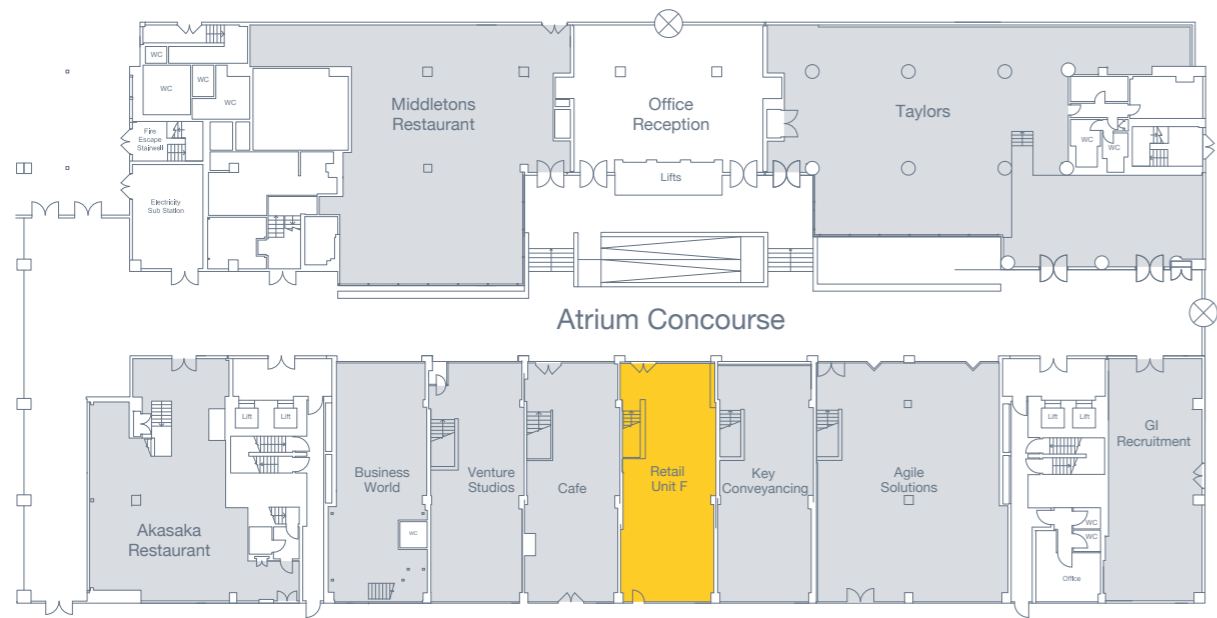 WC
WC
WC
WC
Fire
Escape
Stairwell
Electricity
Sub Station
Middletons
Restaurant
Office
Reception
Lifts
Taylors
WC
WC
Atrium Concourse
Akasaka
Restaurant
Lift
Lift
Business
World
WC
Venture
Studios
Cafe
Retail
Unit F
Key
Conveyancing
Agile
Solutions
Lift
Lift
WC
WC
Office
GI
Recruitment